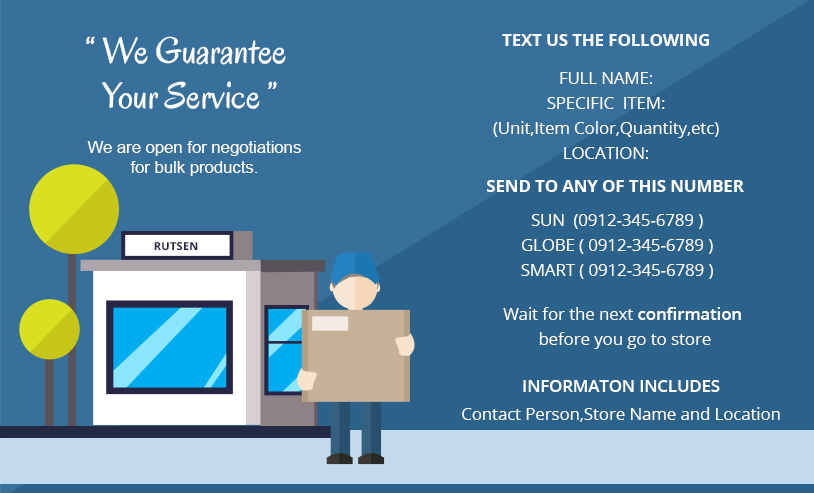 “ We Guarantee
Your Service ”
We are open for negotiations
for bulk products.
RUTSEN
TEXT US THE FOLLOWING
FULL NAME:
SPECIFIC  ITEM:
(Unit,Item Color,Quantity,etc)
LOCATION:
SEND TO ANY OF THIS NUMBER
SUN  (0912-345-6789 )
GLOBE ( 0912-345-6789 )
SMART ( 0912-345-6789 )
Wait for the next confirmation
before you go to store
INFORMATON INCLUDES
Contact Person,Store Name and Location